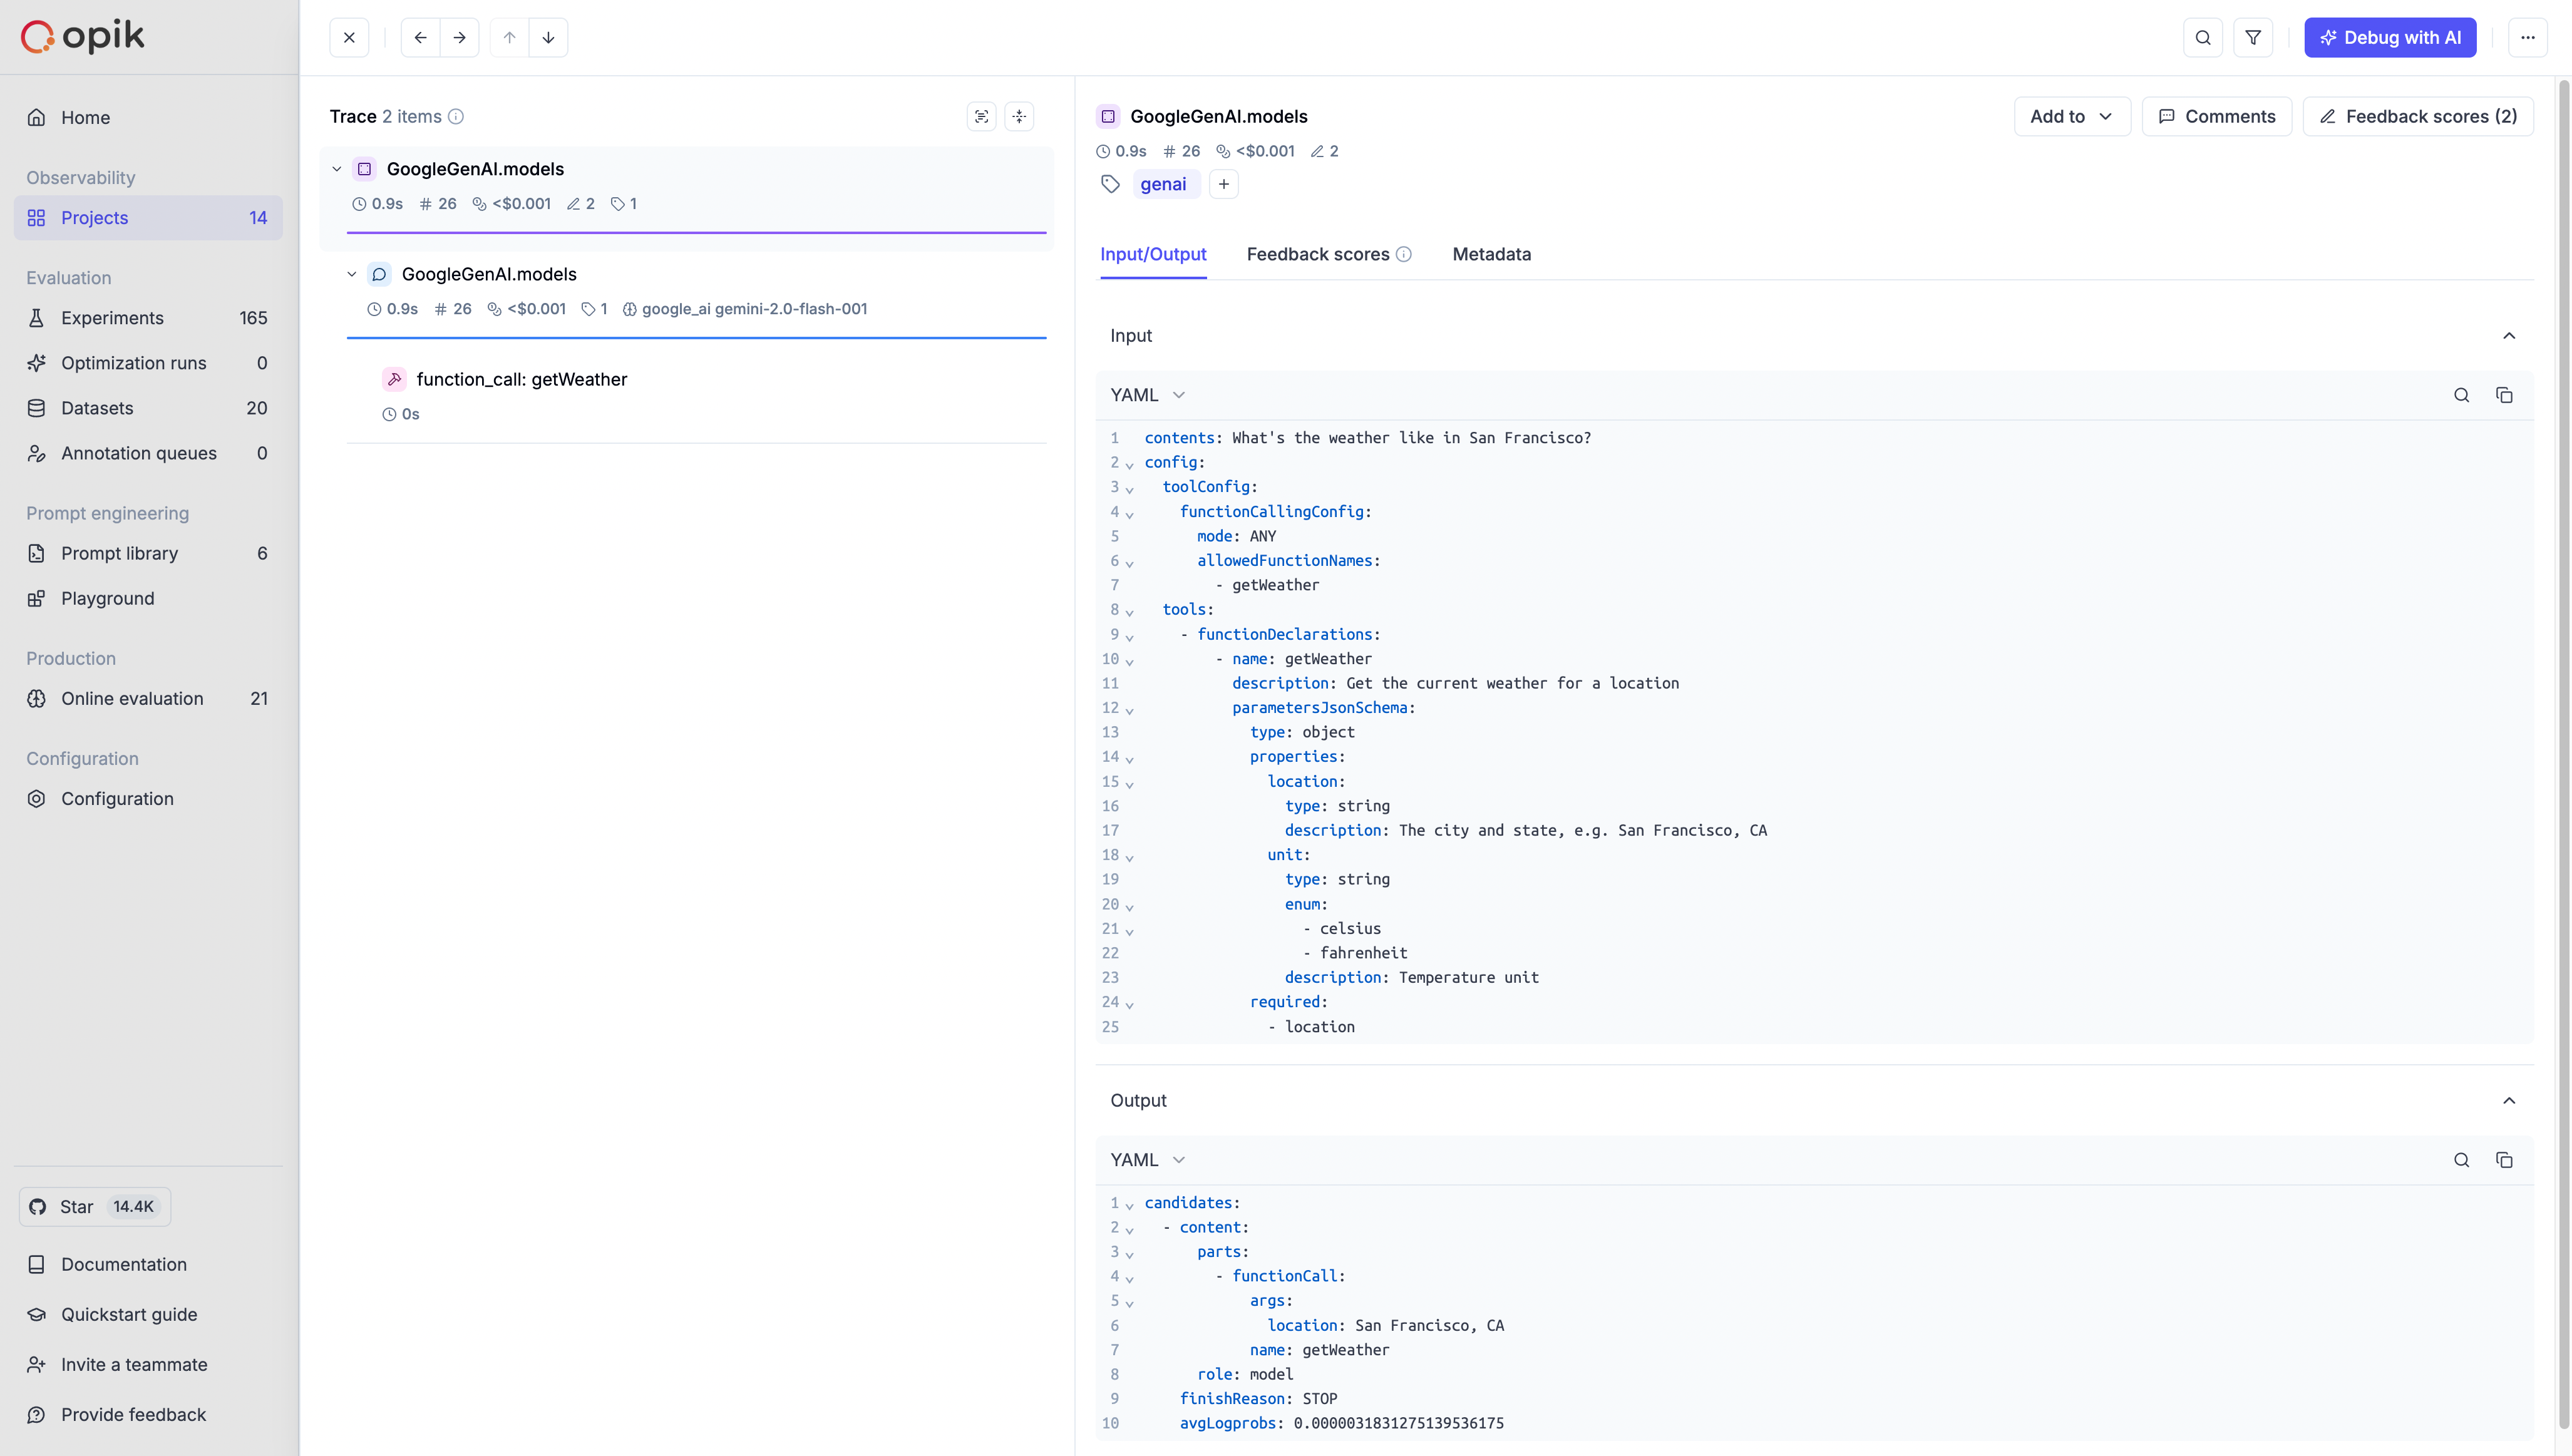 opik
Home
Observability
Projects 14
Evaluation
Experiments 165
Optimization runs 0
Datasets 20
Annotation queues 0
Prompt engineering
Prompt library 6
Playground
Production
Online evaluation 21
Configuration
Configuration
Star 14.4K
Documentation
Quickstart guide
Invite a teammate
Provide feedback
Debug with AI
Trace 2 items
GoogleGenAI.models
0.9s 26 <$0.001 2 1
GoogleGenAI.models
0.9s 26 <$0.001 1 google_ai gemini-2.0-flash-001
function_call: getWeather
0s
GoogleGenAI.models
Add to Comments Feedback scores (2)
0.9s 26 <$0.001 2
genai
Input/Output Feedback scores Metadata
Input
YAML
1 contents: What's the weather like in San Francisco?
2 config:
3 toolConfig:
4 functionCallingConfig:
5 mode: ANY
6 allowedFunctionNames:
7 - getWeather
8 tools:
9 - functionDeclarations:
10 - name: getWeather
11 description: Get the current weather for a location
12 parametersJsonSchema:
13 type: object
14 properties:
15 location:
16 type: string
17 description: The city and state, e.g. San Francisco, CA
18 unit:
19 type: string
20 enum:
21 - celsius
22 - fahrenheit
23 description: Temperature unit
24 required:
25 - location
Output
YAML
1 candidates:
2 - content:
3 parts:
4 - functionCall:
5 args:
6 location: San Francisco, CA
7 name: getWeather
8 role: model
9 finishReason: STOP
10 avgLogprobs: 0.0000031831275139536175